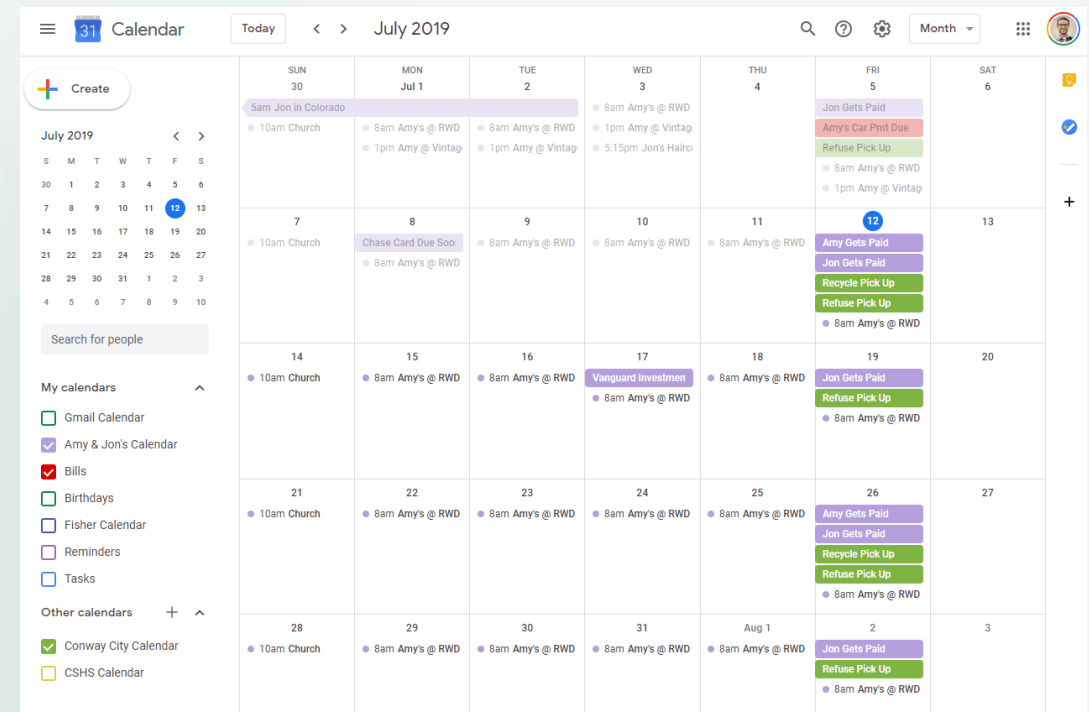 31 Calendar Today July 2019 Month
Create
July 2019
S M T W T F S
30 1 2 3 4 5 6
7 8 9 10 11 12 13
14 15 16 17 18 19 20
21 22 23 24 25 26 27
28 29 30 31 1 2 3
4 5 6 7 8 9 10
Search for people
My calendars
Gmail Calendar
Amy & Jon's Calendar
Bills
Birthdays
Fisher Calendar
Reminders
Tasks
Other calendars
Conway City Calendar
CSHS Calendar
SUN MON TUE WED THU FRI SAT
30 Jul 1 2 3 4 5 6
5am Jon in Colorado 8am Amy's @ RWD Jon Gets Paid
10am Church 8am Amy's @ RWD 8am Amy's @ RWD 1pm Amy @ Vintag Amy's Car Pmt Due
1pm Amy @ Vintag 1pm Amy @ Vintag 5:15pm Jon's Hairc Refuse Pick Up
8am Amy's @ RWD
1pm Amy @ Vintag
7 8 9 10 11 12 13
10am Church Chase Card Due Soo 8am Amy's @ RWD 8am Amy's @ RWD 8am Amy's @ RWD Amy Gets Paid
8am Amy's @ RWD Jon Gets Paid
Recycle Pick Up
Refuse Pick Up
8am Amy's @ RWD
14 15 16 17 18 19 20
10am Church 8am Amy's @ RWD 8am Amy's @ RWD Vanguard Investmen 8am Amy's @ RWD Jon Gets Paid
8am Amy's @ RWD Refuse Pick Up
8am Amy's @ RWD
21 22 23 24 25 26 27
10am Church 8am Amy's @ RWD 8am Amy's @ RWD 8am Amy's @ RWD 8am Amy's @ RWD Amy Gets Paid
Jon Gets Paid
Recycle Pick Up
Refuse Pick Up
8am Amy's @ RWD
28 29 30 31 Aug 1 2 3
10am Church 8am Amy's @ RWD 8am Amy's @ RWD 8am Amy's @ RWD 8am Amy's @ RWD Jon Gets Paid
Refuse Pick Up
8am Amy's @ RWD